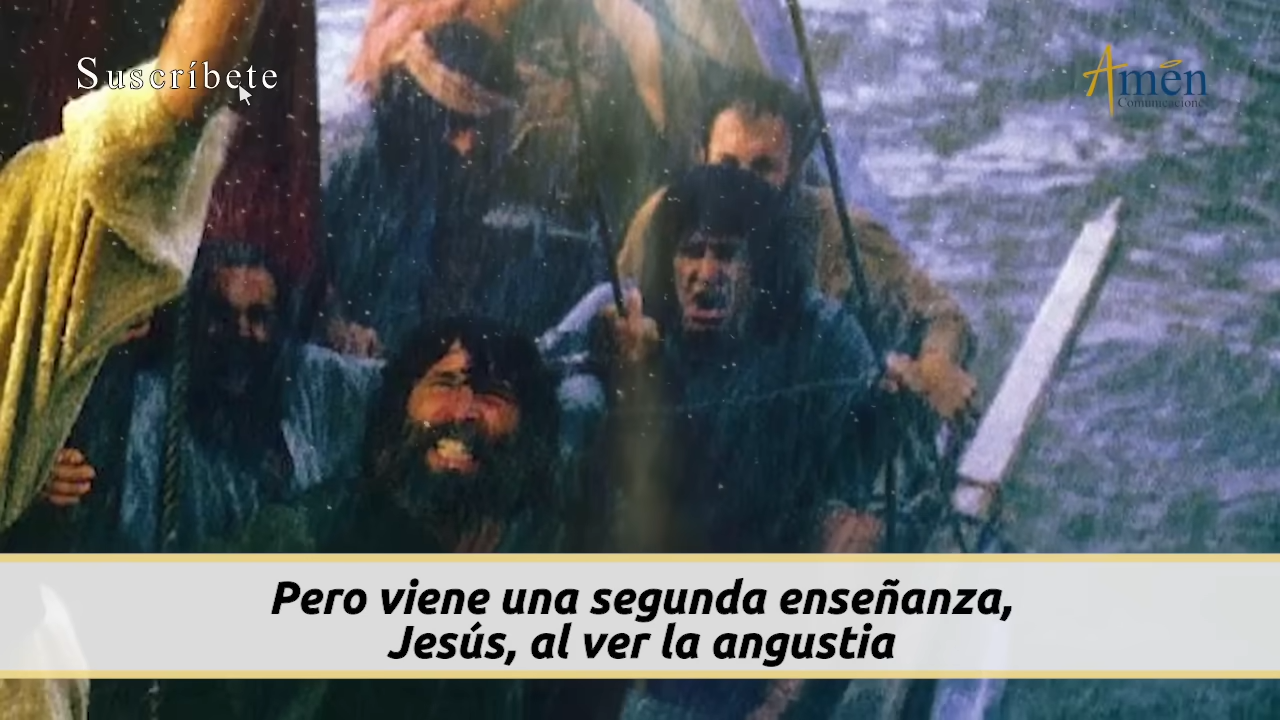 Suscríbete
Amén
Comunicaciones
Pero viene una segunda enseñanza,
Jesús, al ver la angustia